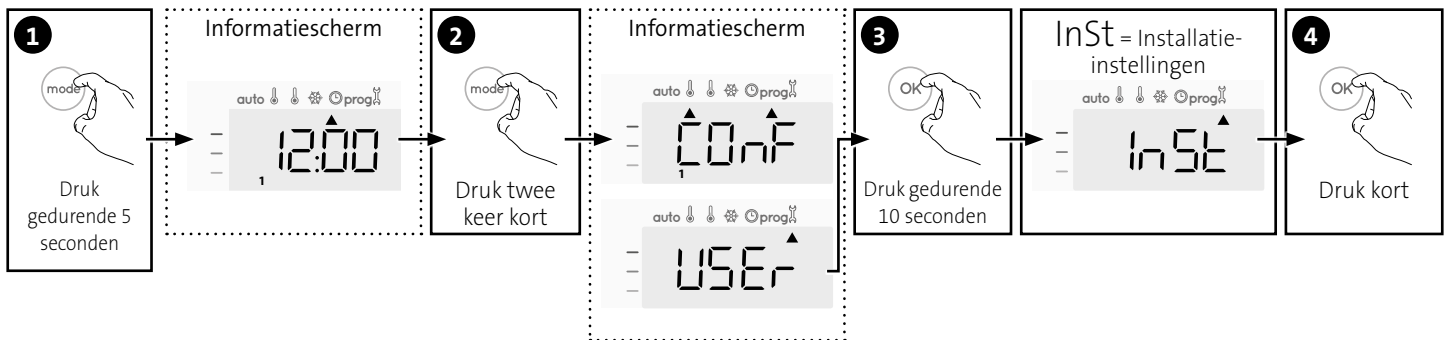 1
mode
Druk
gedurende 5
seconden
Informatiescherm
auto prog
12:00
1
2
mode
Druk twee
keer kort
Informatiescherm
auto prog
COnF
1
auto prog
USEr
3
OK
Druk gedurende
10 seconden
InSt = Installatie-
instellingen
auto prog
InSt
4
OK
Druk kort